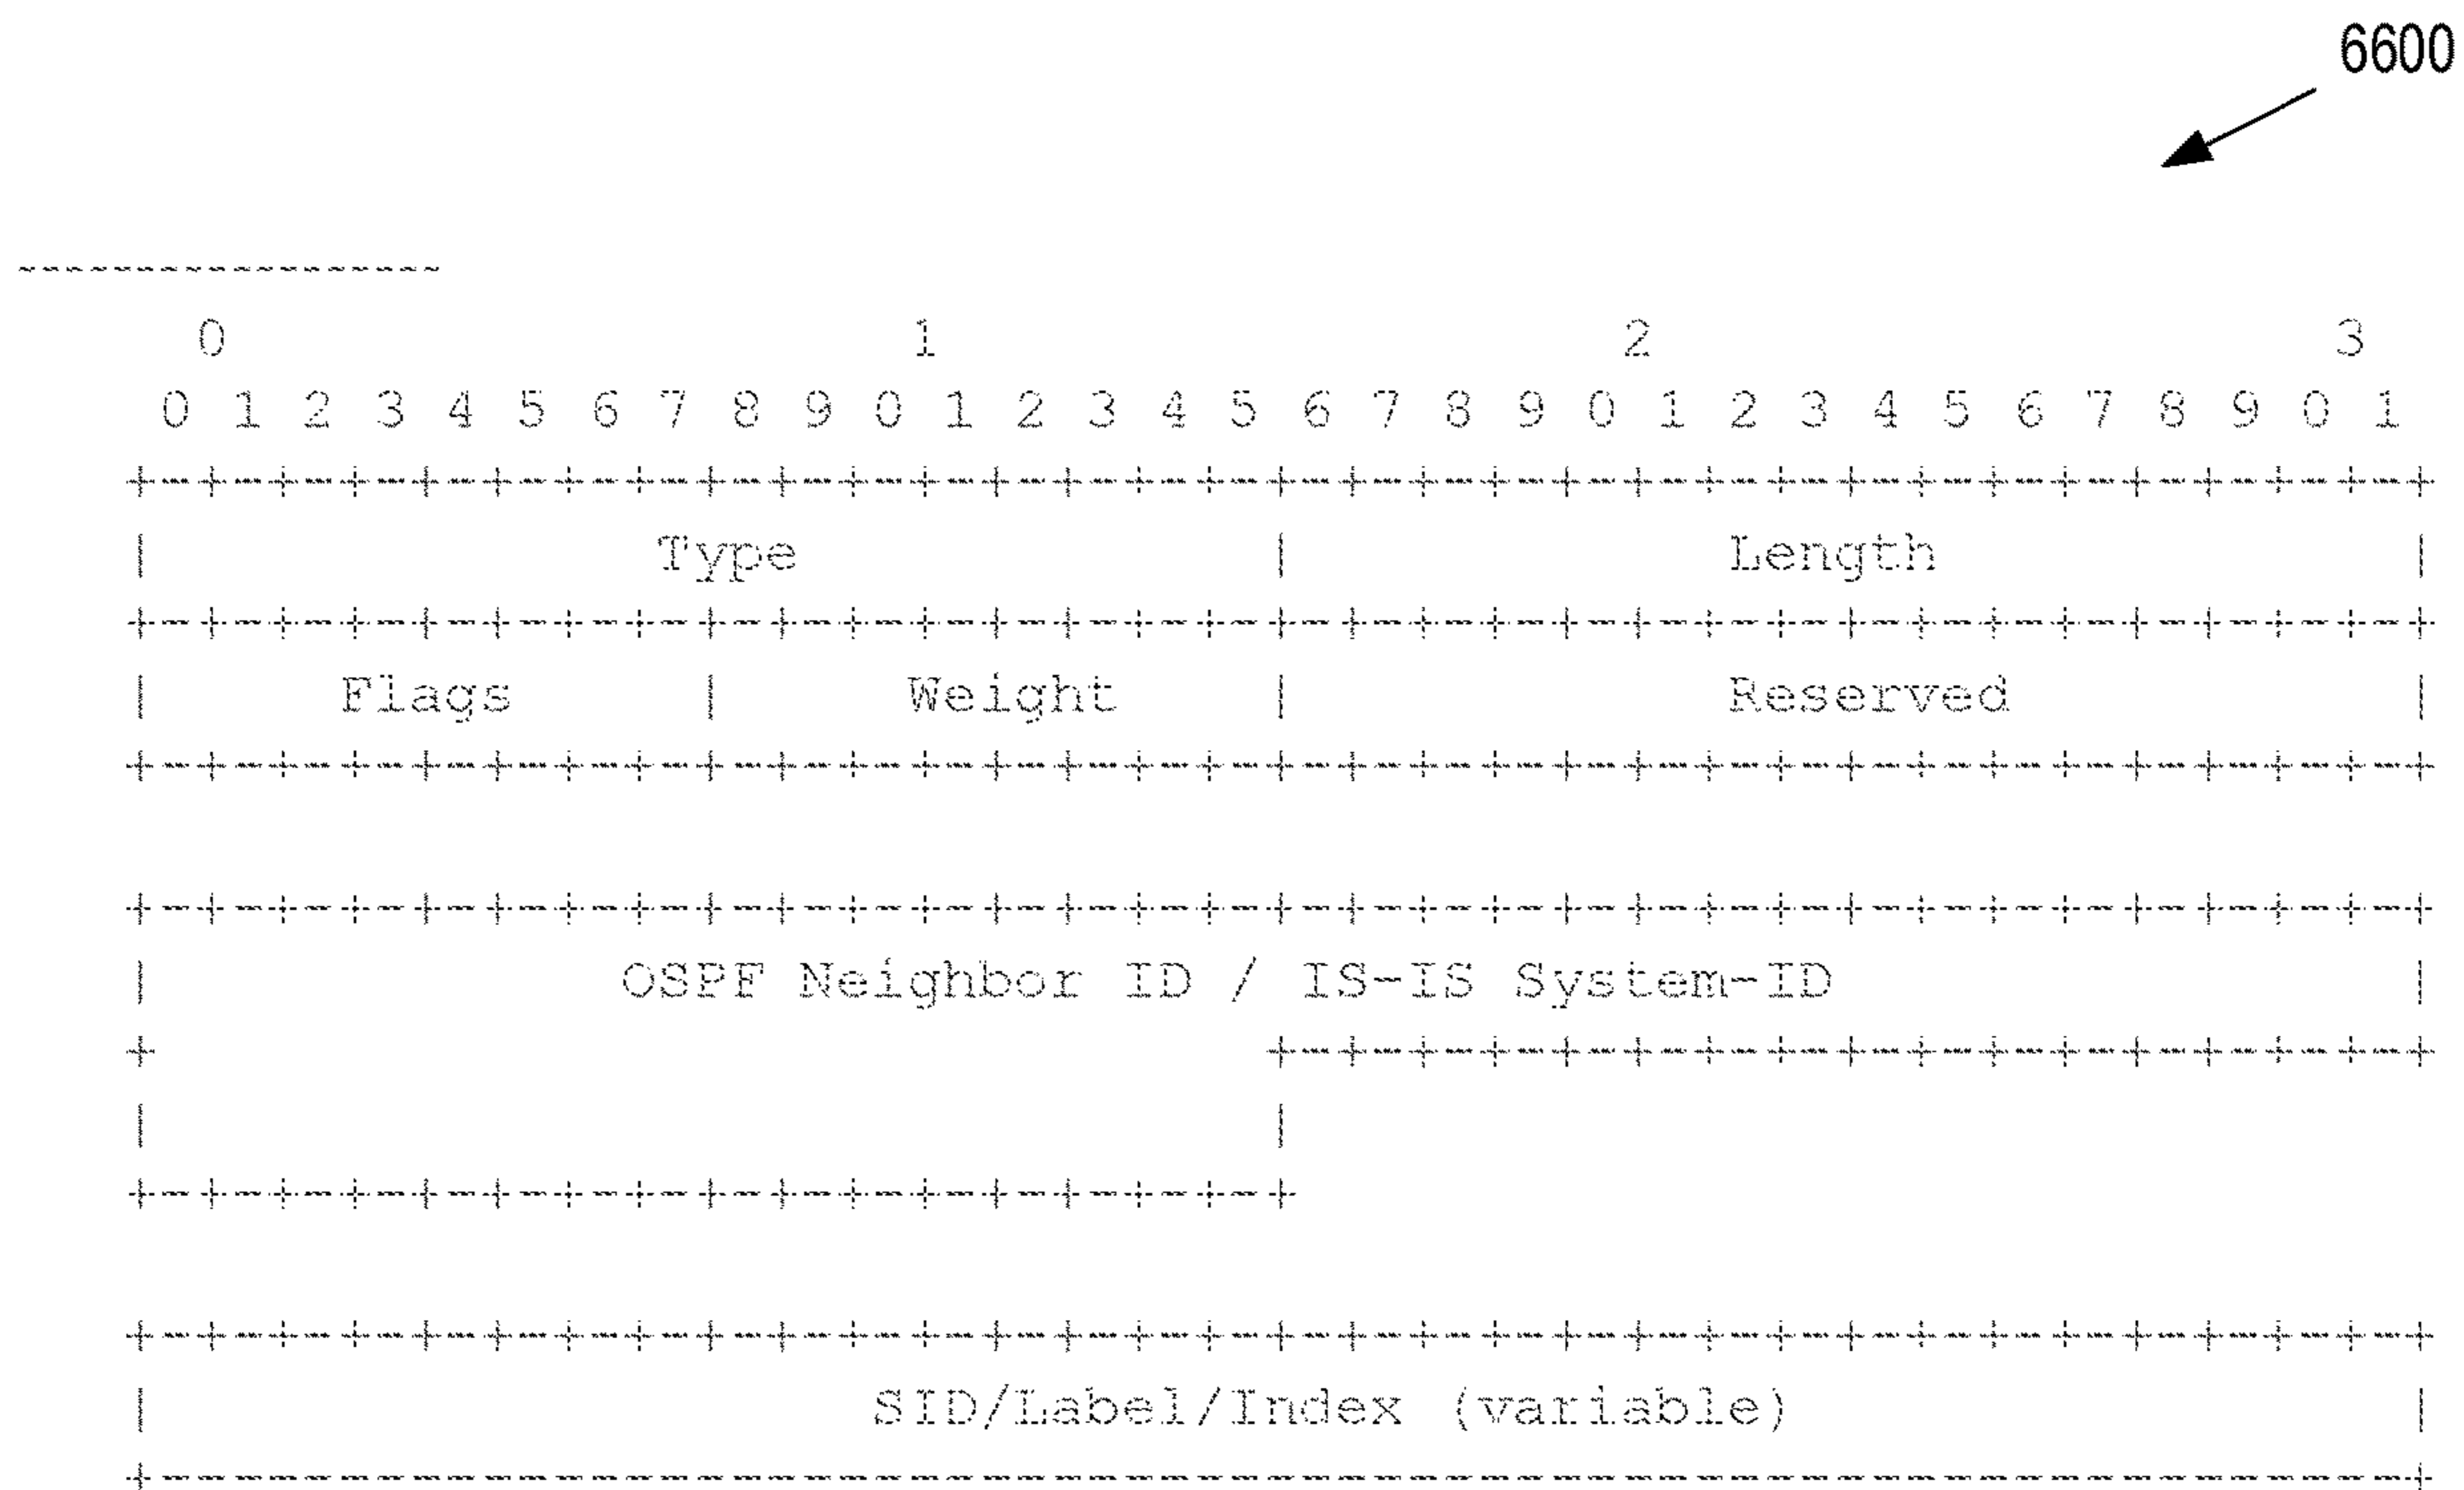 6600
~~~~~~~~~~~~~~~~~~
0 1 2 3
0 1 2 3 4 5 6 7 8 9 0 1 2 3 4 5 6 7 8 9 0 1 2 3 4 5 6 7 8 9 0 1
+-+-+-+-+-+-+-+-+-+-+-+-+-+-+-+-+-+-+-+-+-+-+-+-+-+-+-+-+-+-+-+-+
| Type | Length |
+-+-+-+-+-+-+-+-+-+-+-+-+-+-+-+-+-+-+-+-+-+-+-+-+-+-+-+-+-+-+-+-+
| Flags | Weight | Reserved |
+-+-+-+-+-+-+-+-+-+-+-+-+-+-+-+-+-+-+-+-+-+-+-+-+-+-+-+-+-+-+-+-+
+-+-+-+-+-+-+-+-+-+-+-+-+-+-+-+-+-+-+-+-+-+-+-+-+-+-+-+-+-+-+-+-+
| OSPF Neighbor ID / IS-IS System-ID |
+ +-+-+-+-+-+-+-+-+-+-+-+-+-+-+-+-+
| |
+-+-+-+-+-+-+-+-+-+-+-+-+-+-+-+-+
+-+-+-+-+-+-+-+-+-+-+-+-+-+-+-+-+-+-+-+-+-+-+-+-+-+-+-+-+-+-+-+-+
| SID/Label/Index (variable) |
+---------------------------------------------------------------+